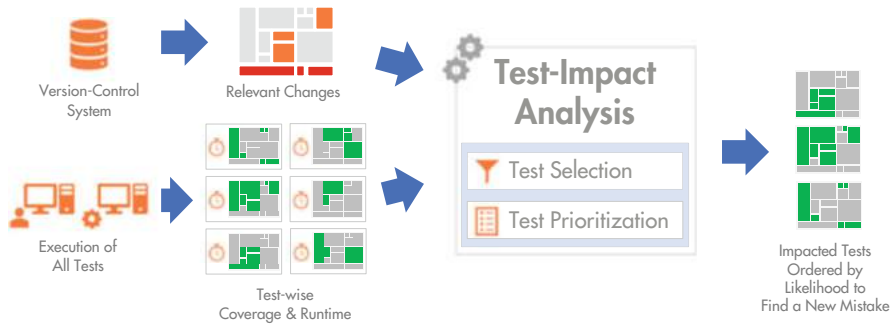 Version-Control
System
Relevant Changes
Execution of
All Tests
Test-wise
Coverage & Runtime
Test-Impact
Analysis
Test Selection
Test Prioritization
Impacted Tests
Ordered by
Likelihood to
Find a New Mistake